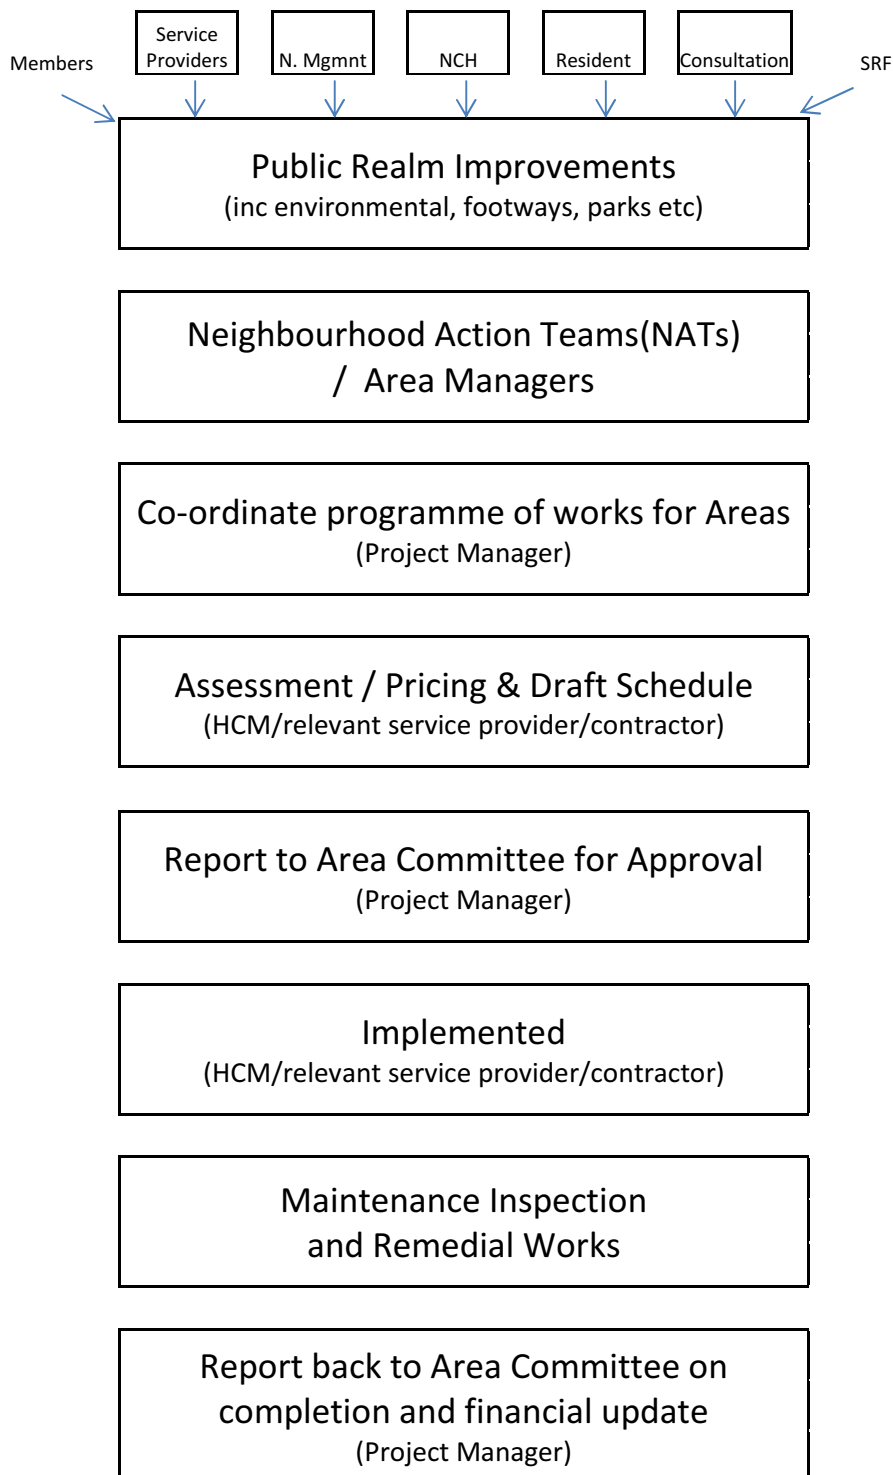 Members
Service
Providers
N. Mgmnt
NCH
Resident
Consultation
SRF
Public Realm Improvements
(inc environmental, footways, parks etc)
Neighbourhood Action Teams(NATs)
/ Area Managers
Co-ordinate programme of works for Areas
(Project Manager)
Assessment / Pricing & Draft Schedule
(HCM/relevant service provider/contractor)
Report to Area Committee for Approval
(Project Manager)
Implemented
(HCM/relevant service provider/contractor)
Maintenance Inspection
and Remedial Works
Report back to Area Committee on
completion and financial update
(Project Manager)